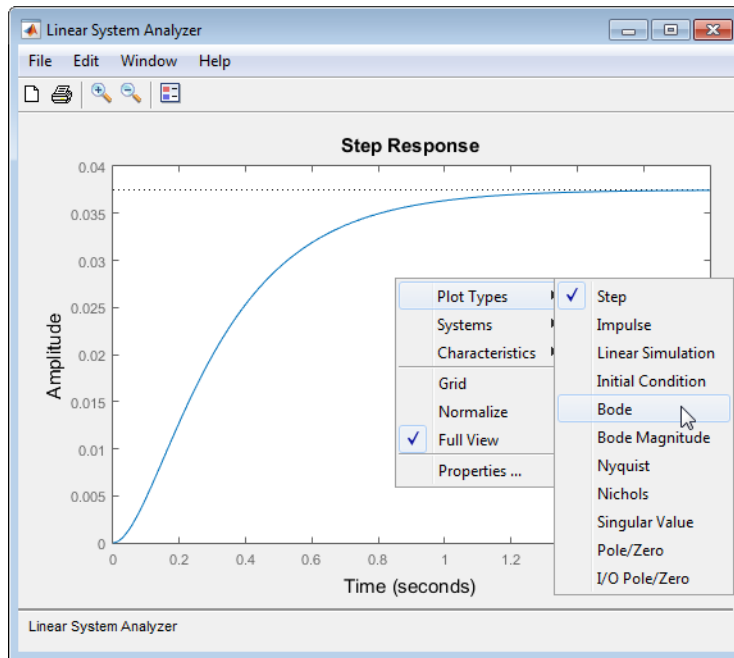 Linear System Analyzer
File Edit Window Help
Step Response
0.04
0.035
0.03
0.025
0.02
0.015
0.01
0.005
0
Amplitude
0 0.2 0.4 0.6 0.8 1 1.2
Time (seconds)
Plot Types
Systems
Characteristics
Grid
Normalize
Full View
Properties ...
Step
Impulse
Linear Simulation
Initial Condition
Bode
Bode Magnitude
Nyquist
Nichols
Singular Value
Pole/Zero
I/O Pole/Zero
Linear System Analyzer